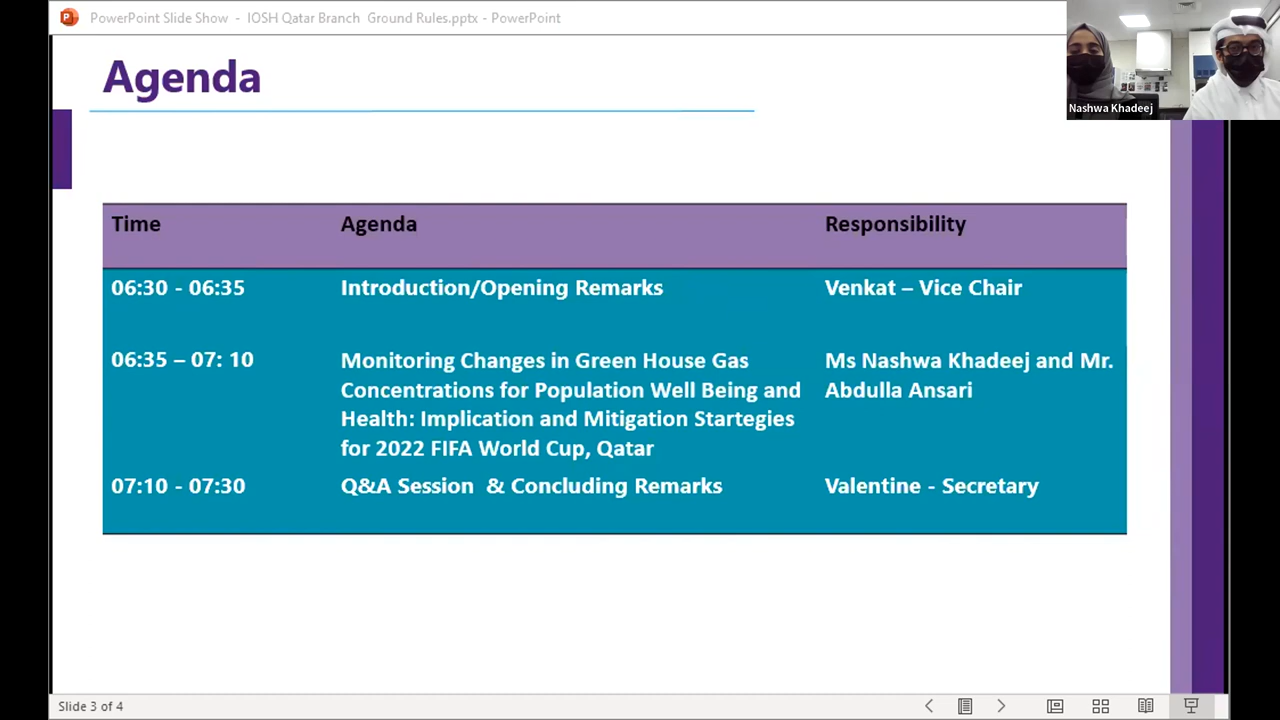 PowerPoint Slide Show - IOSH Qatar Branch Ground Rules.pptx - PowerPoint
Agenda
Nashwa Khadeej
Time Agenda Responsibility
06:30 - 06:35 Introduction/Opening Remarks Venkat – Vice Chair
06:35 – 07: 10 Monitoring Changes in Green House Gas Ms Nashwa Khadeej and Mr.
Concentrations for Population Well Being and Abdulla Ansari
Health: Implication and Mitigation Startegies
for 2022 FIFA World Cup, Qatar
07:10 - 07:30 Q&A Session & Concluding Remarks Valentine - Secretary
Slide 3 of 4